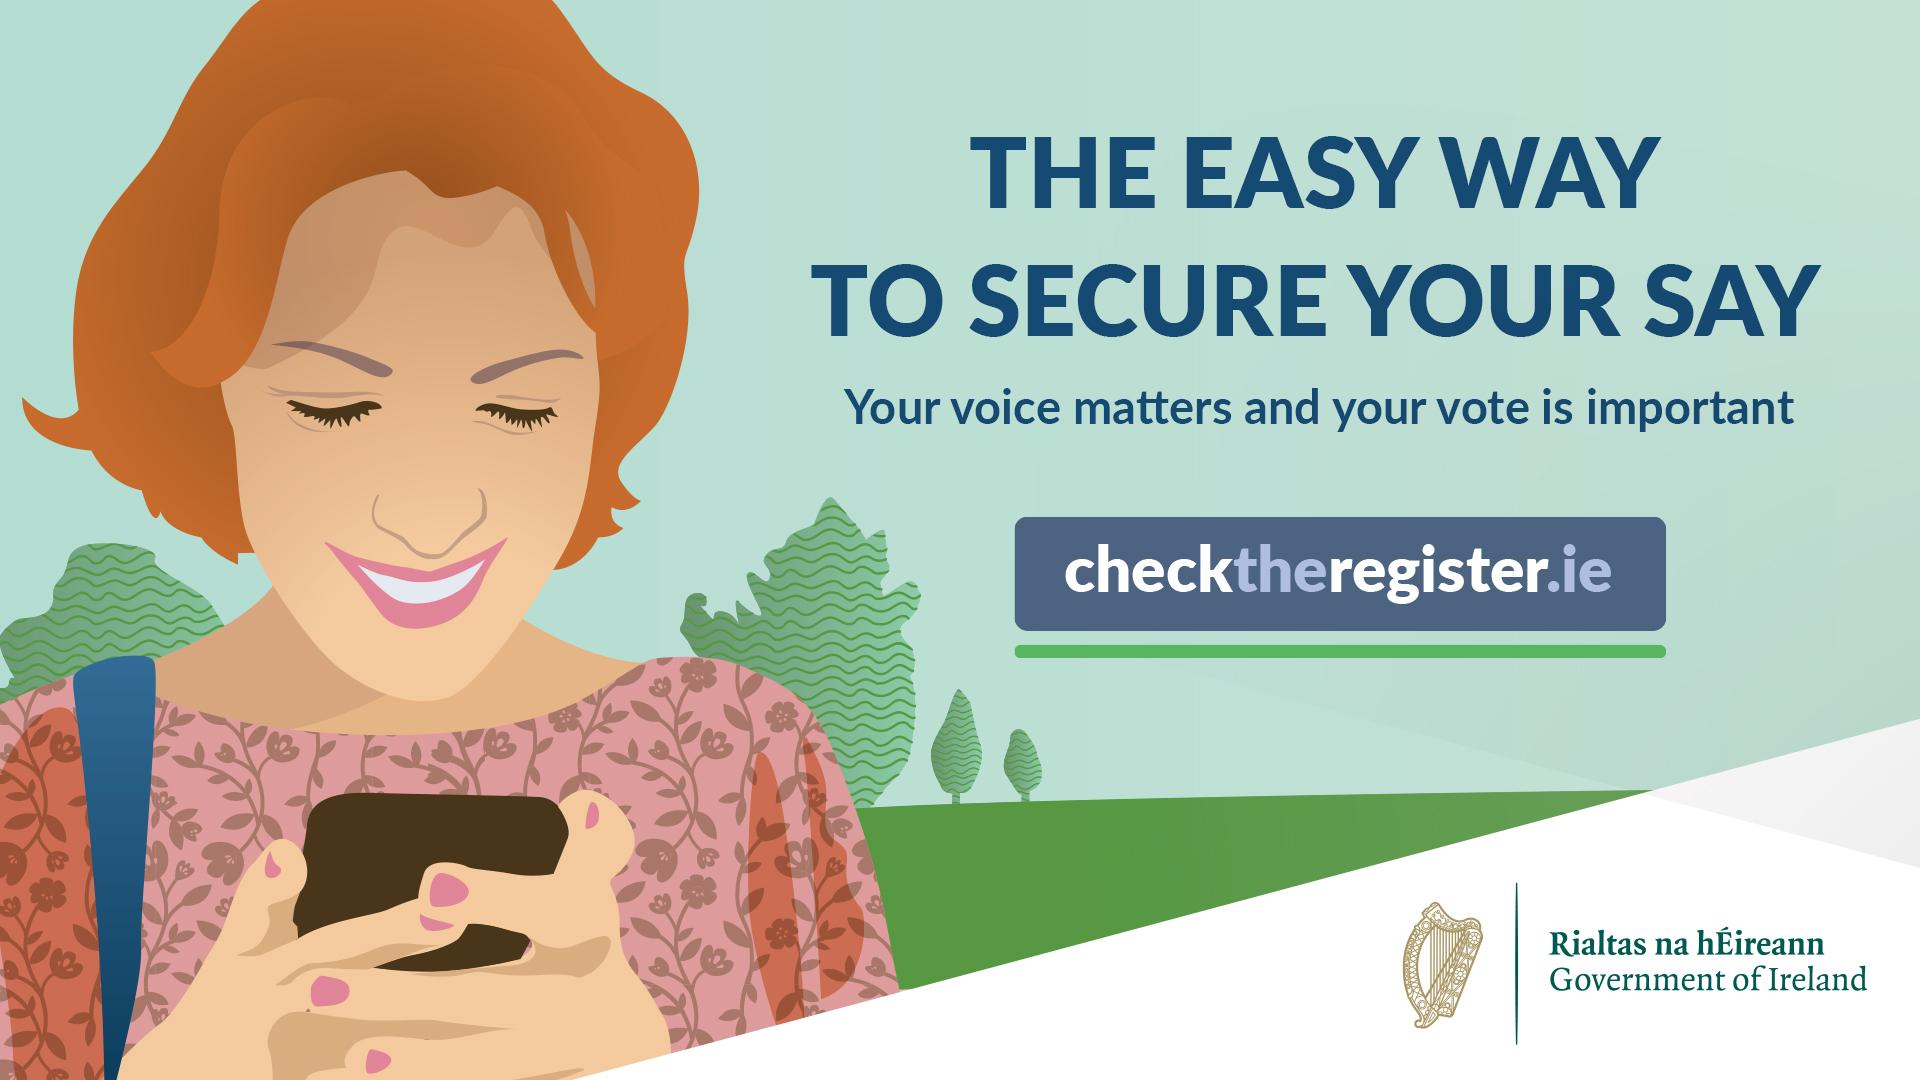 THE EASY WAY
TO SECURE YOUR SAY
Your voice matters and your vote is important
checktheregister.ie
Rialtas na hÉireann
Government of Ireland